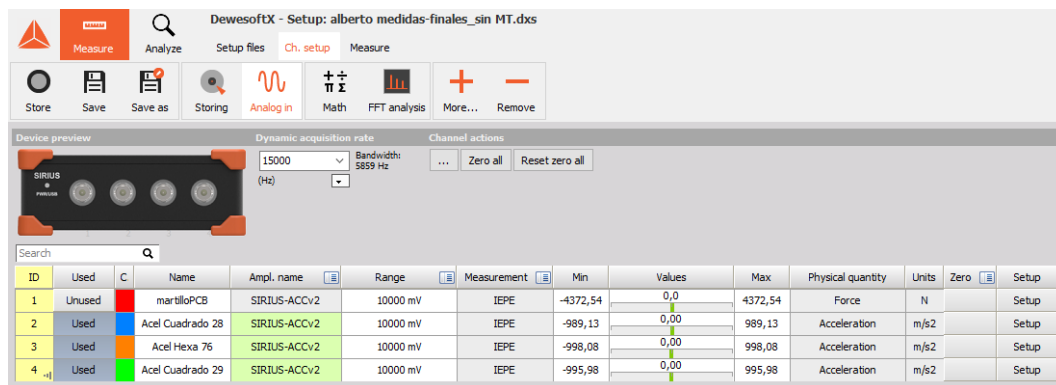 DewesoftX - Setup: alberto medidas-finales_sin MT.dxs
Measure Analyze Setup files Ch. setup Measure
Store Save Save as Storing Analog in Math FFT analysis More... Remove
Device preview Dynamic acquisition rate Channel actions
SIRIUS
PWR/USB
15000 Bandwidth: ... Zero all Reset zero all
5859 Hz
(Hz)
Search
ID Used C Name Ampl. name Range Measurement Min Values Max Physical quantity Units Zero Setup
1 Unused martilloPCB SIRIUS-ACCv2 10000 mV IEPE -4372,54 0,0 4372,54 Force N Setup
2 Used Acel Cuadrado 28 SIRIUS-ACCv2 10000 mV IEPE -989,13 0,00 989,13 Acceleration m/s2 Setup
3 Used Acel Hexa 76 SIRIUS-ACCv2 10000 mV IEPE -998,08 0,00 998,08 Acceleration m/s2 Setup
4 Used Acel Cuadrado 29 SIRIUS-ACCv2 10000 mV IEPE -995,98 0,00 995,98 Acceleration m/s2 Setup